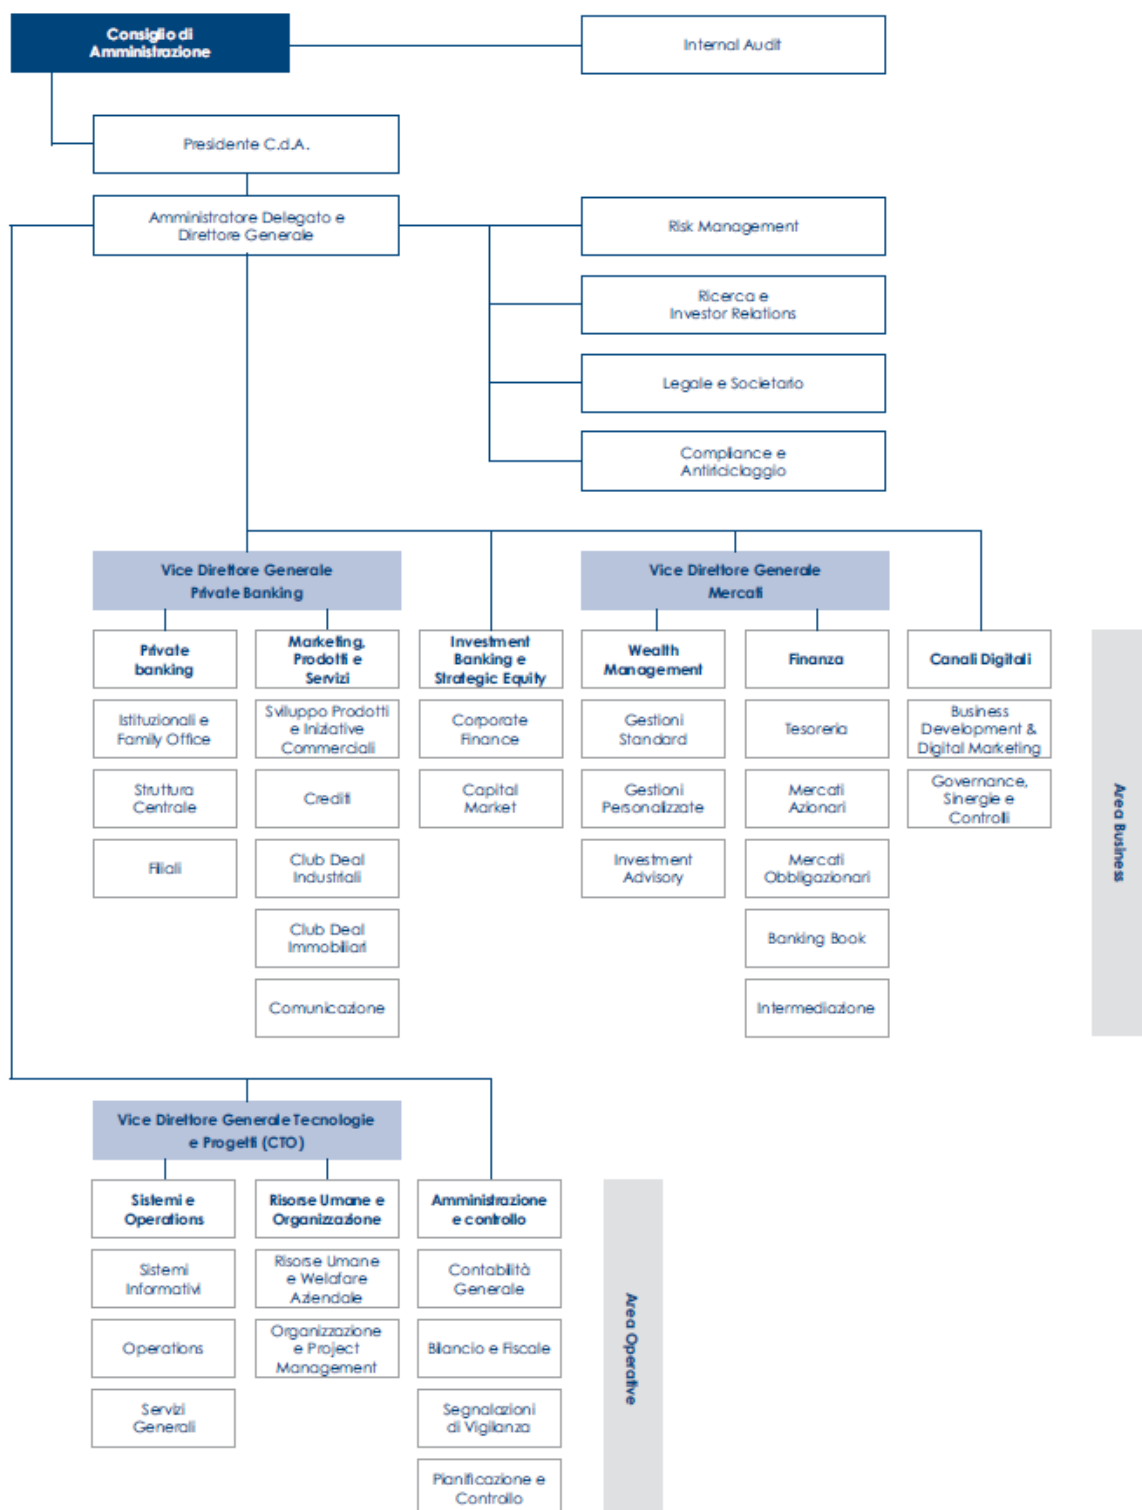 Consiglio di
Amministrazione
Internal Audit
Presidente C.d.A.
Amministratore Delegato e
Direttore Generale
Risk Management
Ricerca e
Investor Relations
Legale e Societario
Compliance e
Antiriciclaggio
Vice Direttore Generale
Private Banking
Vice Direttore Generale
Mercati
Private
banking
Marketing,
Prodotti e
Servizi
Investment
Banking e
Strategic Equity
Wealth
Management
Finanza
Canali Digitali
Istituzionali e
Family Office
Sviluppo Prodotti
e Iniziative
Commerciali
Corporate
Finance
Gestioni
Standard
Tesoreria
Business
Development &
Digital Marketing
Struttura
Centrale
Crediti
Capital
Market
Gestioni
Personalizzate
Mercati
Azionari
Governance,
Sinergie e
Controlli
Filiali
Club Deal
Industriali
Investment
Advisory
Mercati
Obbligazionari
Club Deal
Immobiliari
Banking Book
Comunicazione
Intermediazione
Area Business
Vice Direttore Generale Tecnologie
e Progetti (CTO)
Sistemi e
Operations
Risorse Umane e
Organizzazione
Amministrazione
e controllo
Sistemi
Informativi
Risorse Umane
e Welafare
Aziendale
Contabilità
Generale
Operations
Organizzazione
e Project
Management
Bilancio e Fiscale
Servizi
Generali
Segnalazioni
di Vigilanza
Pianificazione e
Controllo
Area Operative